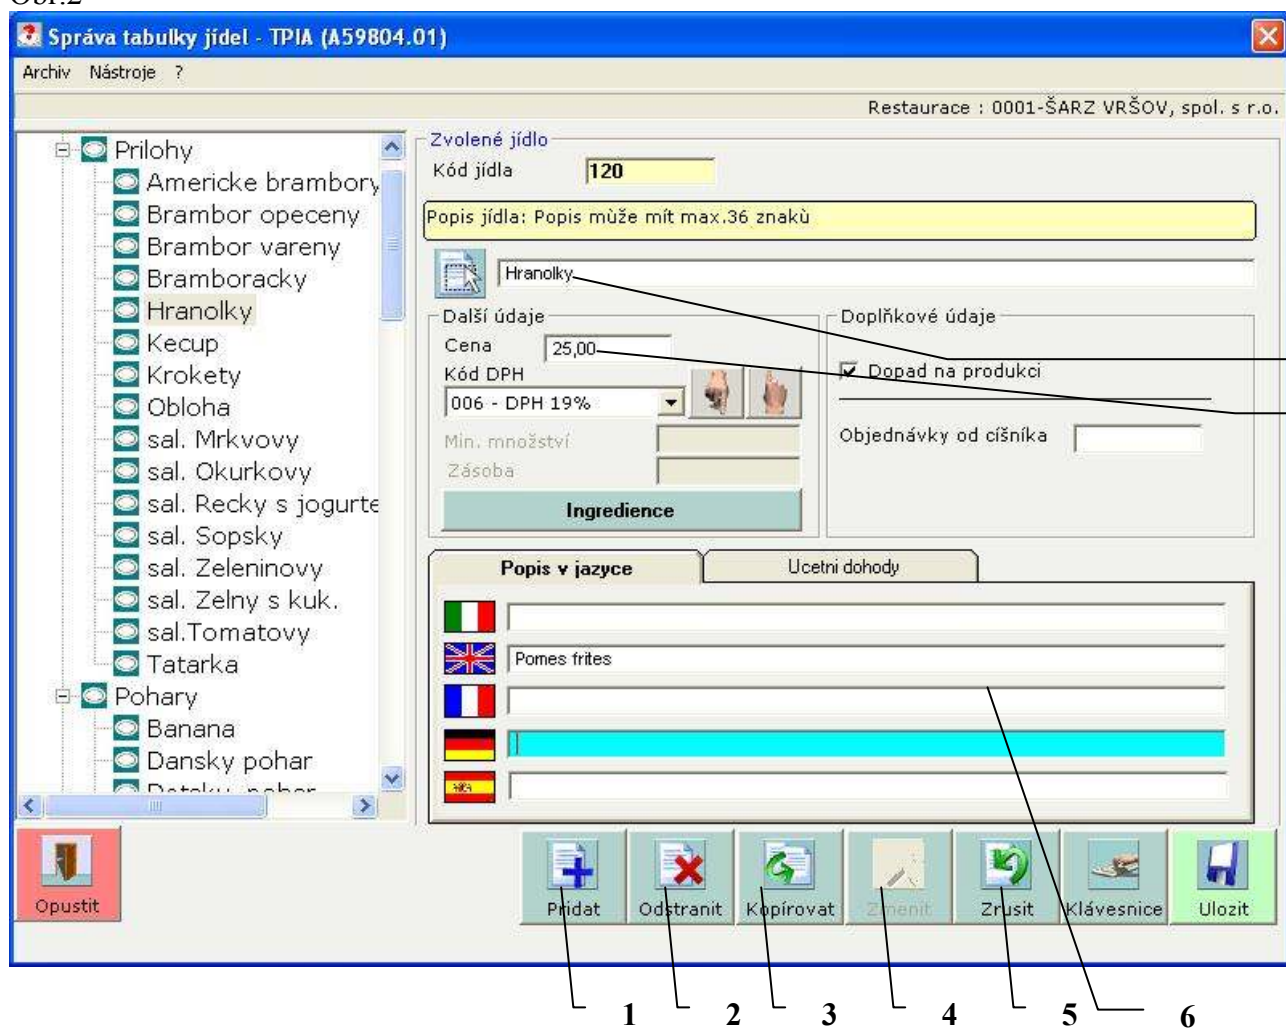 Obr.2
Správa tabulky jídel - TPIA (A59804.01)
Archiv Nástroje ?
Restaurace : 0001-ŠARZ VRŠOV, spol. s r.o.
Prilohy
Americke brambory
Brambor opeceny
Brambor vareny
Bramboracky
Hranolky
Kecup
Krokety
Obloha
sal. Mrkvovy
sal. Okurkovy
sal. Recky s jogurte
sal. Sopsky
sal. Zeleninovy
sal. Zelny s kuk.
sal.Tomatovy
Tatarka
Pohary
Banana
Dansky pohar
Zvolené jídlo
Kód jídla 120
Popis jídla: Popis mùže mít max.36 znakù
Hranolky
Další údaje
Cena 25,00
Kód DPH
006 - DPH 19%
Min. množství
Zásoba
Ingredience
Doplňkové údaje
Dopad na produkci
Objednávky od číšníka
Popis v jazyce
Ucetni dohody
Pomes frites
Opustit
Pridat
Odstranit
Kopírovat
Zmenit
Zrusit
Klávesnice
Ulozit
1 2 3 4 5 6